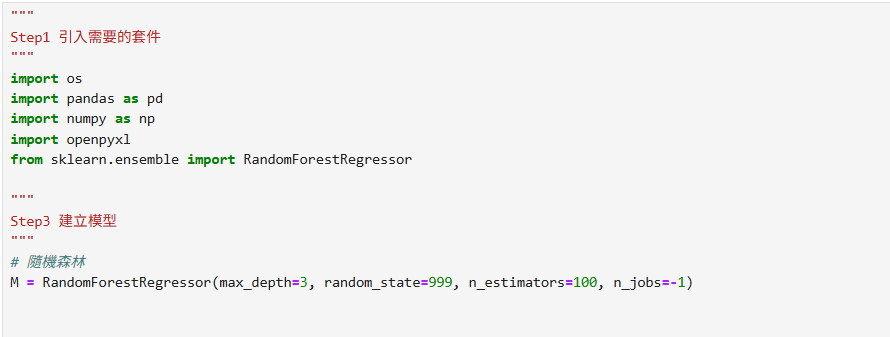 """
Step1 引入需要的套件
"""
import os
import pandas as pd
import numpy as np
import openpyxl
from sklearn.ensemble import RandomForestRegressor
"""
Step3 建立模型
"""
# 隨機森林
M = RandomForestRegressor(max_depth=3, random_state=999, n_estimators=100, n_jobs=-1)